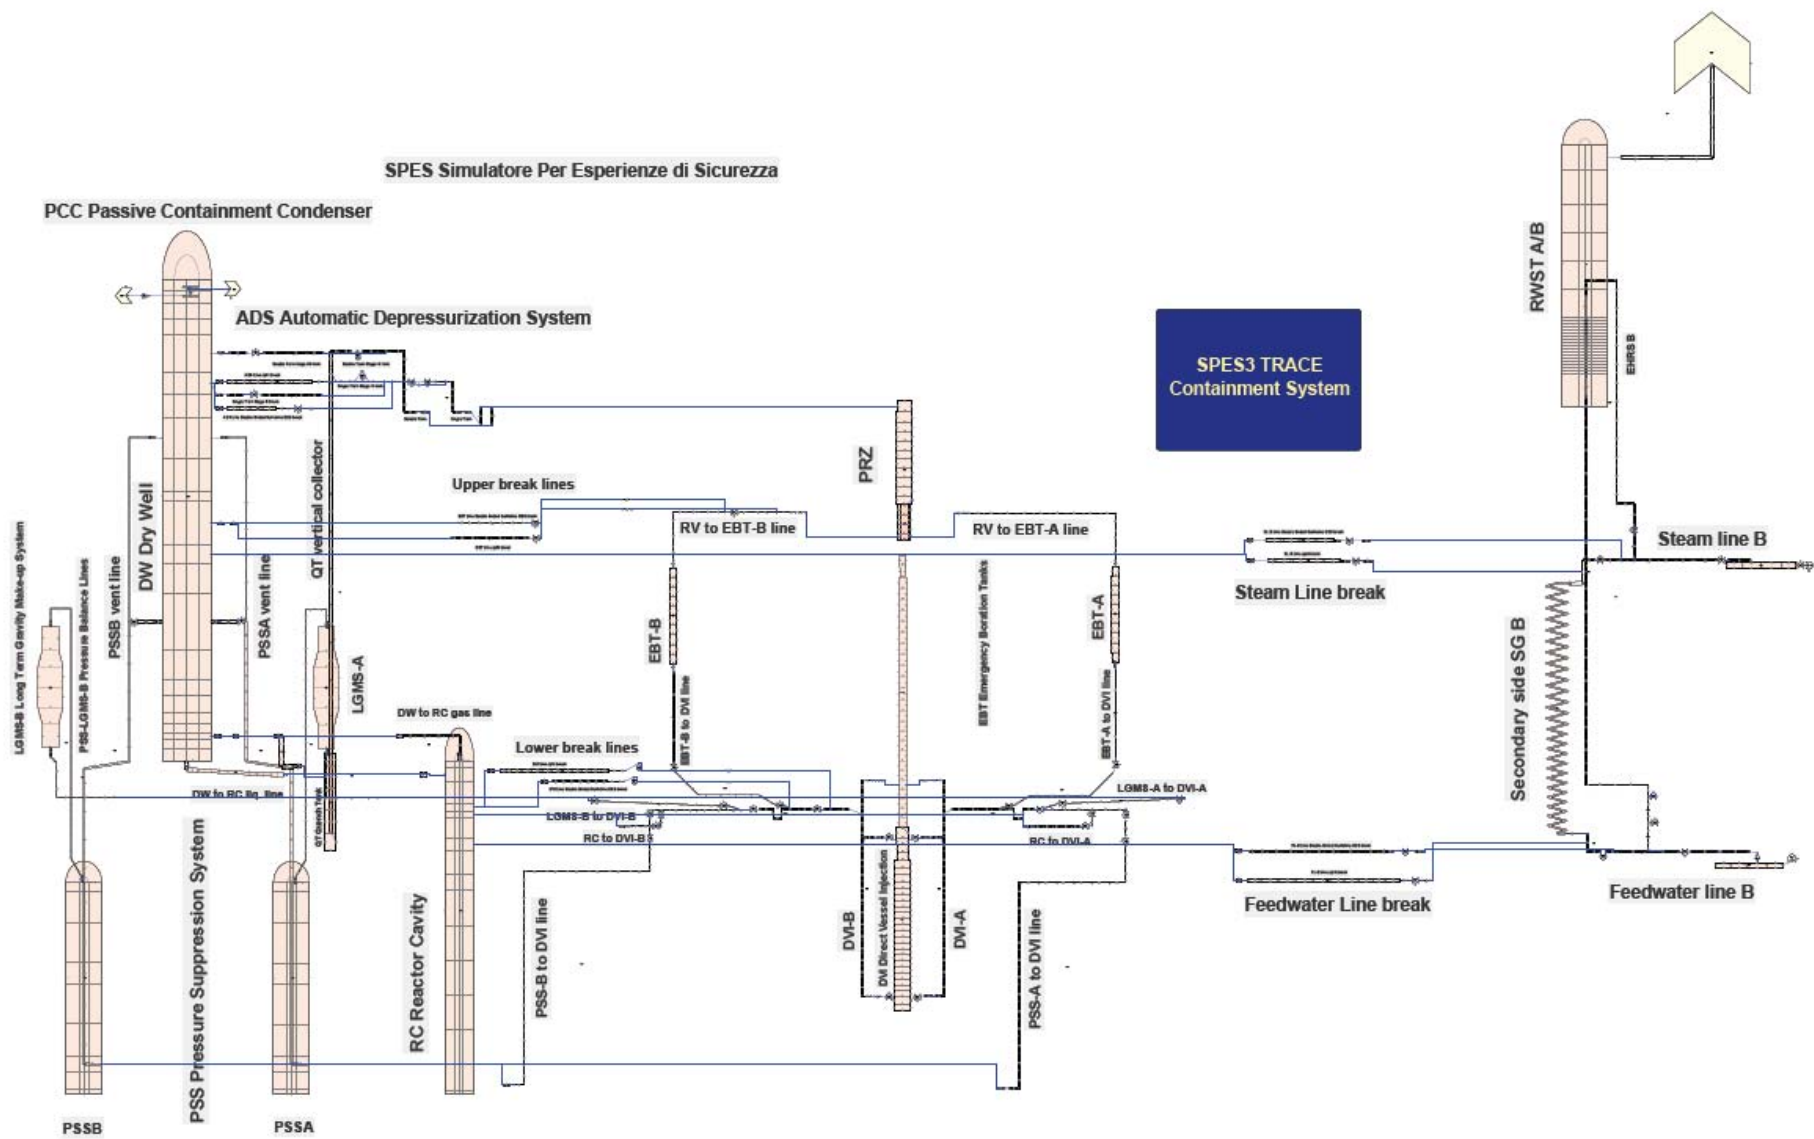 SPES Simulatore Per Esperienze di Sicurezza
PCC Passive Containment Condenser
ADS Automatic Depressurization System
SPES3 TRACE
Containment System
RWST A/B
EHRS B
PRZ
QT vertical collector
DW Dry Well
Upper break lines
RV to EBT-B line
RV to EBT-A line
Steam line B
Steam Line break
LGMS-B Long Term Gravity Make-up System
PSS-LGMS-B Pressure Balance Lines
PSSB vent line
PSSA vent line
LGMS-A
EBT-B
EBT Emergency Boration Tanks
EBT-A
Secondary side SG B
DW to RC gas line
EBT-B to DVI line
EBT-A to DVI line
Lower break lines
LGMS-A to DVI-A
DW to RC liq. line
QT Quench Tank
LGMS-B to DVI-B
RC to DVI-B
RC to DVI-A
PSS Pressure Suppression System
RC Reactor Cavity
PSS-B to DVI line
DVI-B
DVI Direct Vessel Injection
DVI-A
PSS-A to DVI line
Feedwater Line break
Feedwater line B
PSSB
PSSA